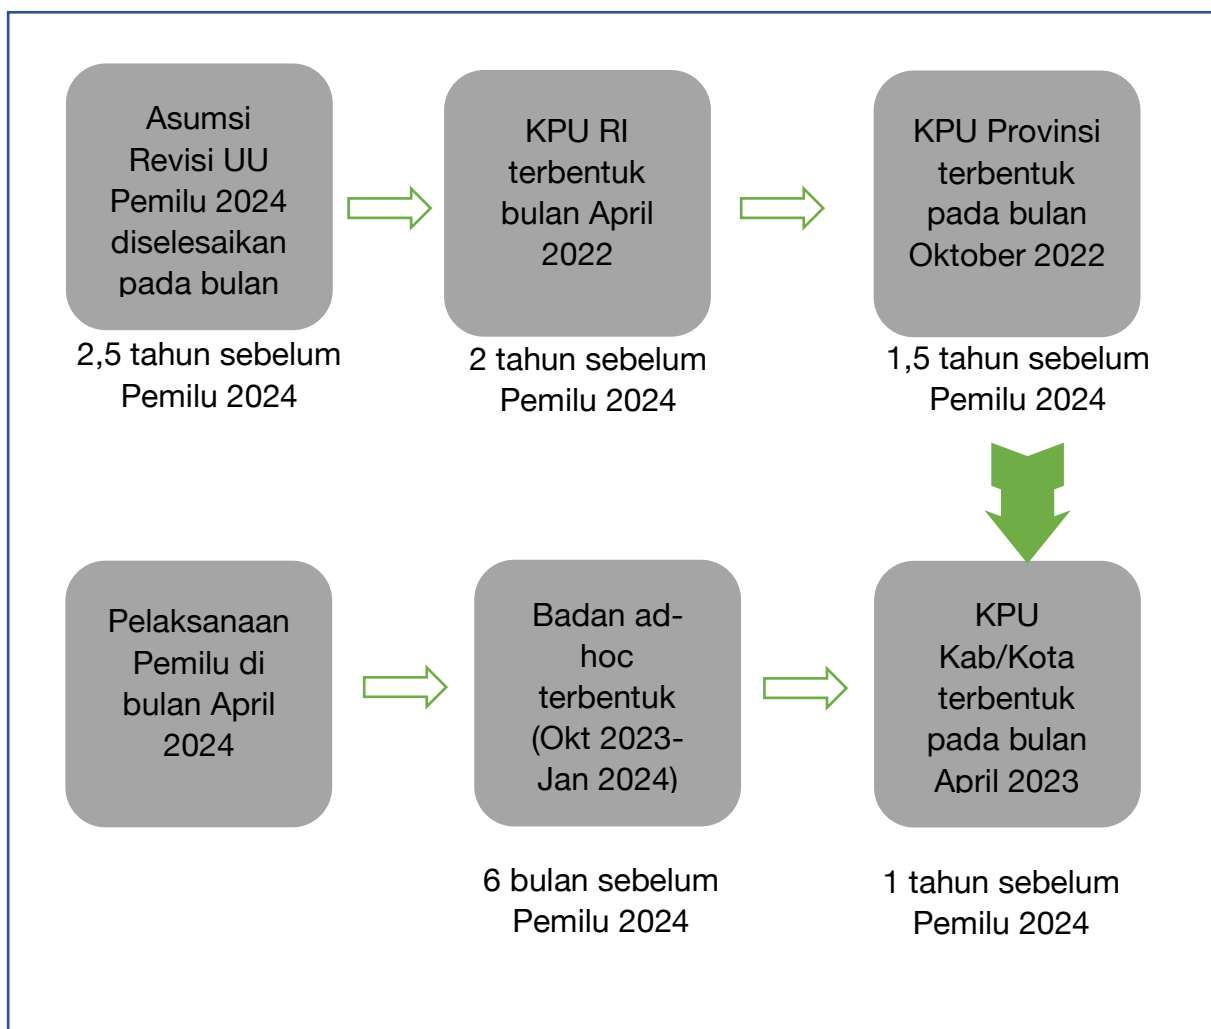 Asumsi
Revisi UU
Pemilu 2024
diselesaikan
pada bulan
2,5 tahun sebelum
Pemilu 2024
KPU RI
terbentuk
bulan April
2022
2 tahun sebelum
Pemilu 2024
KPU Provinsi
terbentuk
pada bulan
Oktober 2022
1,5 tahun sebelum
Pemilu 2024
Pelaksanaan
Pemilu di
bulan April
2024
Badan ad-
hoc
terbentuk
(Okt 2023-
Jan 2024)
6 bulan sebelum
Pemilu 2024
KPU
Kab/Kota
terbentuk
pada bulan
April 2023
1 tahun sebelum
Pemilu 2024